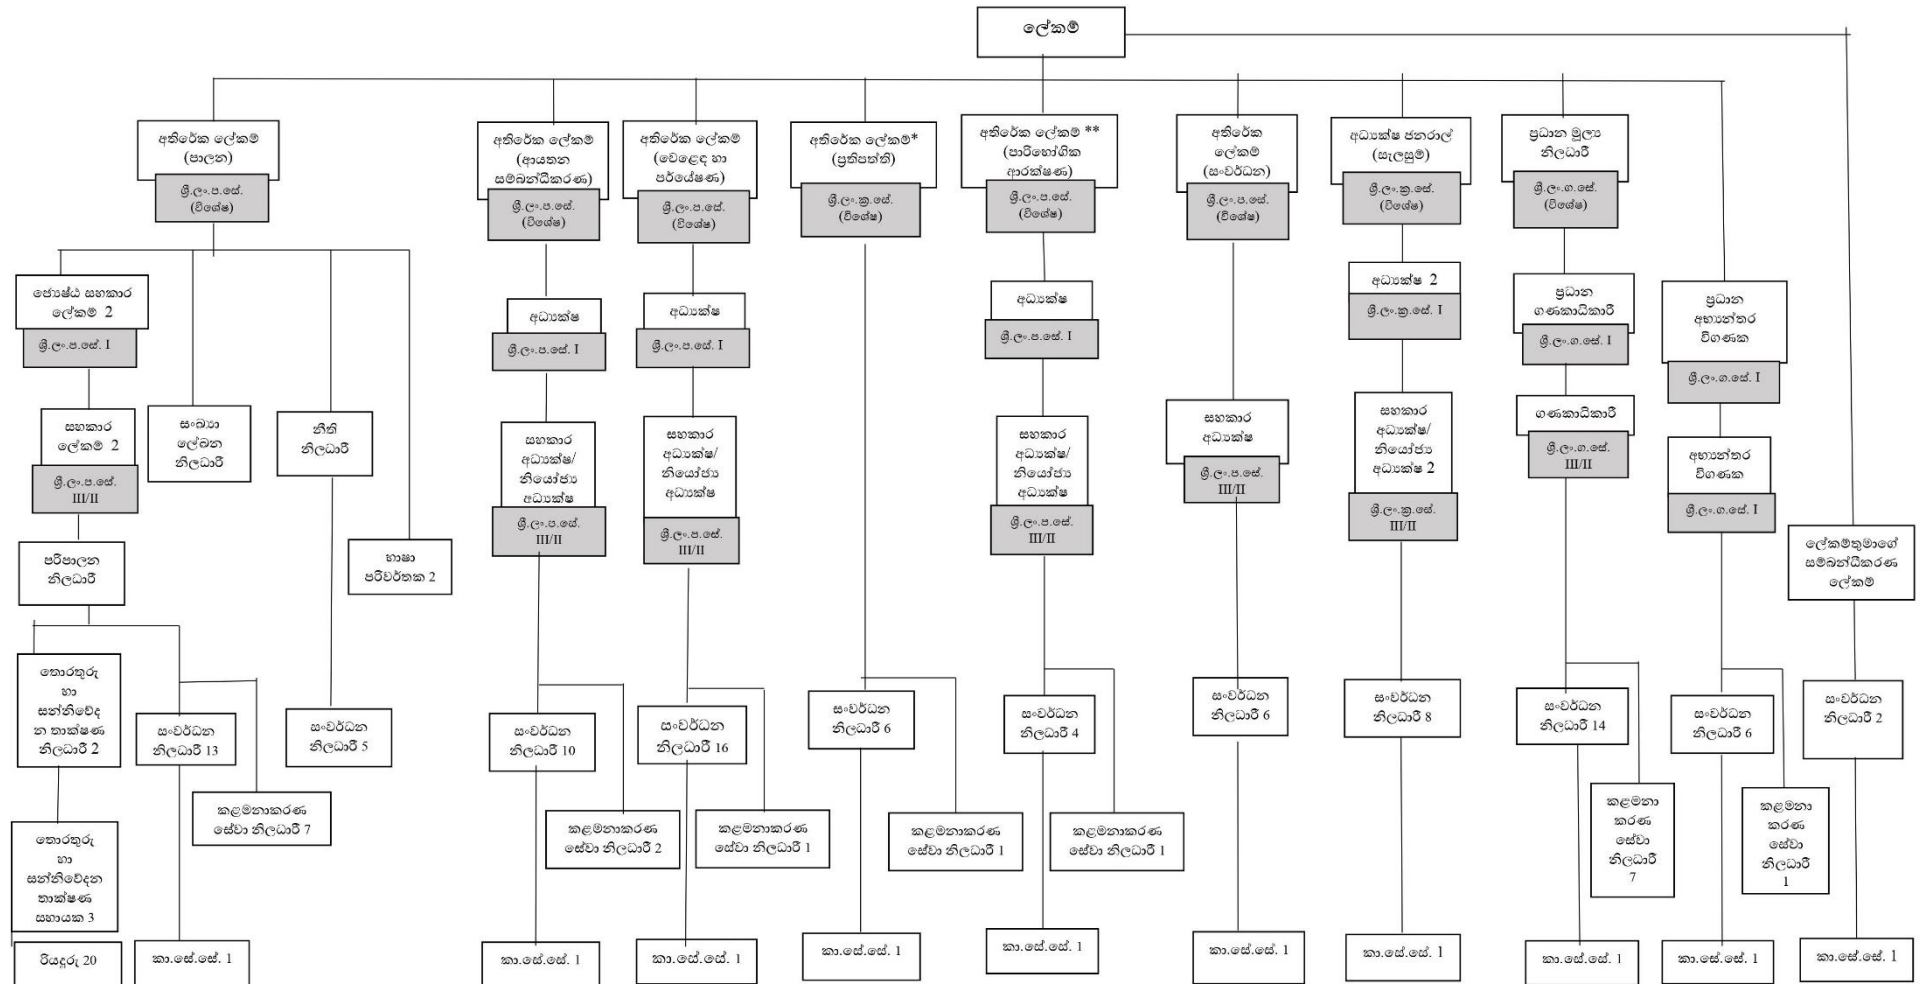 ලේකම්
අතිරේක ලේකම්
(පාලන)
ශ්‍රී.ලං.ප.සේ.
(විශේෂ)
ජ්‍යෙෂ්ඨ සහකාර
ලේකම් 2
ශ්‍රී.ලං.ප.සේ. I
සහකාර
ලේකම් 2
ශ්‍රී.ලං.ප.සේ.
III/II
පරිපාලන
නිලධාරී
තොරතුරු
හා
සන්නිවේද
න තාක්ෂණ
නිලධාරී 2
තොරතුරු
හා
සන්නිවේදන
තාක්ෂණ
සහායක 3
රියදුරු 20
සංවර්ධන
නිලධාරී 13
කළමනාකරණ
සේවා නිලධාරී 7
කා.සේ.සේ. 1
සංඛ්‍යා
ලේඛන
නිලධාරී
නීති
නිලධාරී
සංවර්ධන
නිලධාරී 5
භාෂා
පරිවර්තක 2
අතිරේක ලේකම්
(ආයතන
සම්බන්ධීකරණ)
ශ්‍රී.ලං.ප.සේ.
(විශේෂ)
අධ්‍යක්ෂ
ශ්‍රී.ලං.ප.සේ. I
සහකාර
අධ්‍යක්ෂ/
නියෝජ්‍ය
අධ්‍යක්ෂ
ශ්‍රී.ලං.ප.සේ.
III/II
සංවර්ධන
නිලධාරී 10
කළමනාකරණ
සේවා නිලධාරී 2
කා.සේ.සේ. 1
අතිරේක ලේකම්
(වෙළෙඳ හා
පර්යේෂණ)
ශ්‍රී.ලං.ප.සේ.
(විශේෂ)
අධ්‍යක්ෂ
ශ්‍රී.ලං.ප.සේ. I
සහකාර
අධ්‍යක්ෂ/
නියෝජ්‍ය
අධ්‍යක්ෂ
ශ්‍රී.ලං.ප.සේ.
III/II
සංවර්ධන
නිලධාරී 16
කළමනාකරණ
සේවා නිලධාරී 1
කා.සේ.සේ. 1
අතිරේක ලේකම්*
(ප්‍රතිපත්ති)
ශ්‍රී.ලං.ක්‍ර.සේ.
(විශේෂ)
සංවර්ධන
නිලධාරී 6
කළමනාකරණ
සේවා නිලධාරී 1
කා.සේ.සේ. 1
අතිරේක ලේකම් **
(පාරිභෝගික
ආරක්ෂණ)
ශ්‍රී.ලං.ප.සේ.
(විශේෂ)
අධ්‍යක්ෂ
ශ්‍රී.ලං.ප.සේ. I
සහකාර
අධ්‍යක්ෂ/
නියෝජ්‍ය
අධ්‍යක්ෂ
ශ්‍රී.ලං.ප.සේ.
III/II
සංවර්ධන
නිලධාරී 4
කළමනාකරණ
සේවා නිලධාරී 1
කා.සේ.සේ. 1
අතිරේක
ලේකම්
(සංවර්ධන)
ශ්‍රී.ලං.ප.සේ.
(විශේෂ)
සහකාර
අධ්‍යක්ෂ
ශ්‍රී.ලං.ප.සේ.
III/II
සංවර්ධන
නිලධාරී 6
කා.සේ.සේ. 1
අධ්‍යක්ෂ ජනරාල්
(සැලසුම්)
ශ්‍රී.ලං.ක්‍ර.සේ.
(විශේෂ)
අධ්‍යක්ෂ 2
ශ්‍රී.ලං.ක්‍ර.සේ. I
සහකාර
අධ්‍යක්ෂ/
නියෝජ්‍ය
අධ්‍යක්ෂ 2
ශ්‍රී.ලං.ක්‍ර.සේ.
III/II
සංවර්ධන
නිලධාරී 8
කා.සේ.සේ. 1
ප්‍රධාන මූල්‍ය
නිලධාරී
ශ්‍රී.ලං.ග.සේ.
(විශේෂ)
ප්‍රධාන
ගණකාධිකාරී
ශ්‍රී.ලං.ග.සේ. I
ගණකාධිකාරී
ශ්‍රී.ලං.ග.සේ.
III/II
සංවර්ධන
නිලධාරී 14
කළමනා
කරණ
සේවා
නිලධාරී
7
කා.සේ.සේ. 1
ප්‍රධාන
අභ්‍යන්තර
විගණක
ශ්‍රී.ලං.ග.සේ. I
අභ්‍යන්තර
විගණක
ශ්‍රී.ලං.ග.සේ. I
සංවර්ධන
නිලධාරී 6
කළමනා
කරණ
සේවා
නිලධාරී
1
කා.සේ.සේ. 1
ලේකම්තුමාගේ
සම්බන්ධීකරණ
ලේකම්
සංවර්ධන
නිලධාරී 2
කා.සේ.සේ. 1